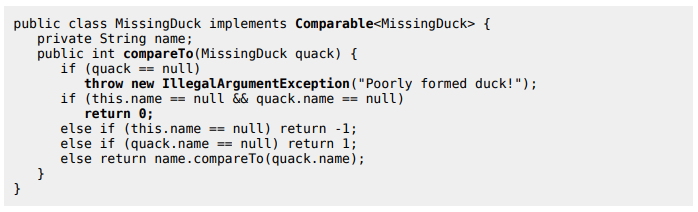 public class MissingDuck implements Comparable<MissingDuck> {
   private String name;
   public int compareTo(MissingDuck quack) {
      if (quack == null)
         throw new IllegalArgumentException("Poorly formed duck!");
      if (this.name == null && quack.name == null)
         return 0;
      else if (this.name == null) return -1;
      else if (quack.name == null) return 1;
      else return name.compareTo(quack.name);
   }
}